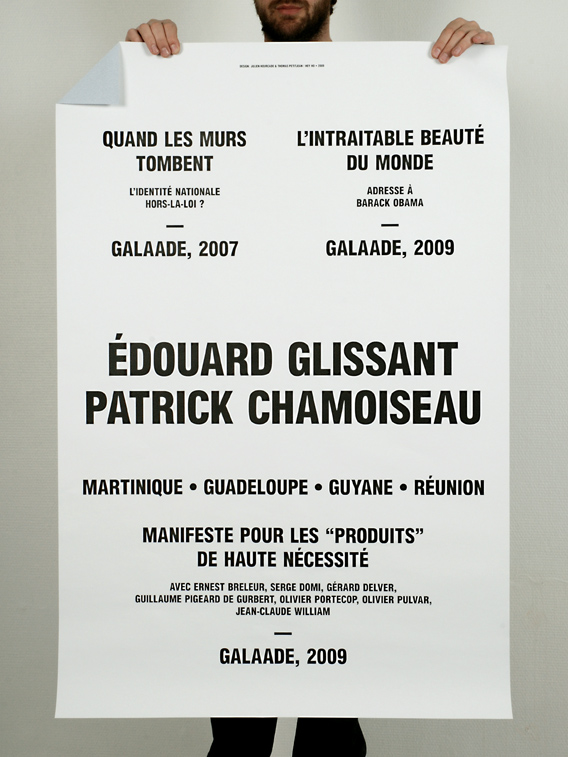 QUAND LES MURS
TOMBENT
L'IDENTITÉ NATIONALE
HORS-LA-LOI ?
GALAADE, 2007
L'INTRAITABLE BEAUTÉ
DU MONDE
ADRESSE À
BARACK OBAMA
GALAADE, 2009
ÉDOUARD GLISSANT
PATRICK CHAMOISEAU
MARTINIQUE • GUADELOUPE • GUYANE • RÉUNION
MANIFESTE POUR LES “PRODUITS”
DE HAUTE NÉCESSITÉ
AVEC ERNEST BRELEUR, SERGE DOMI, GÉRARD DELVER,
GUILLAUME PIGEARD DE GURBERT, OLIVIER PORTECOP, OLIVIER PULVAR,
JEAN-CLAUDE WILLIAM
GALAADE, 2009